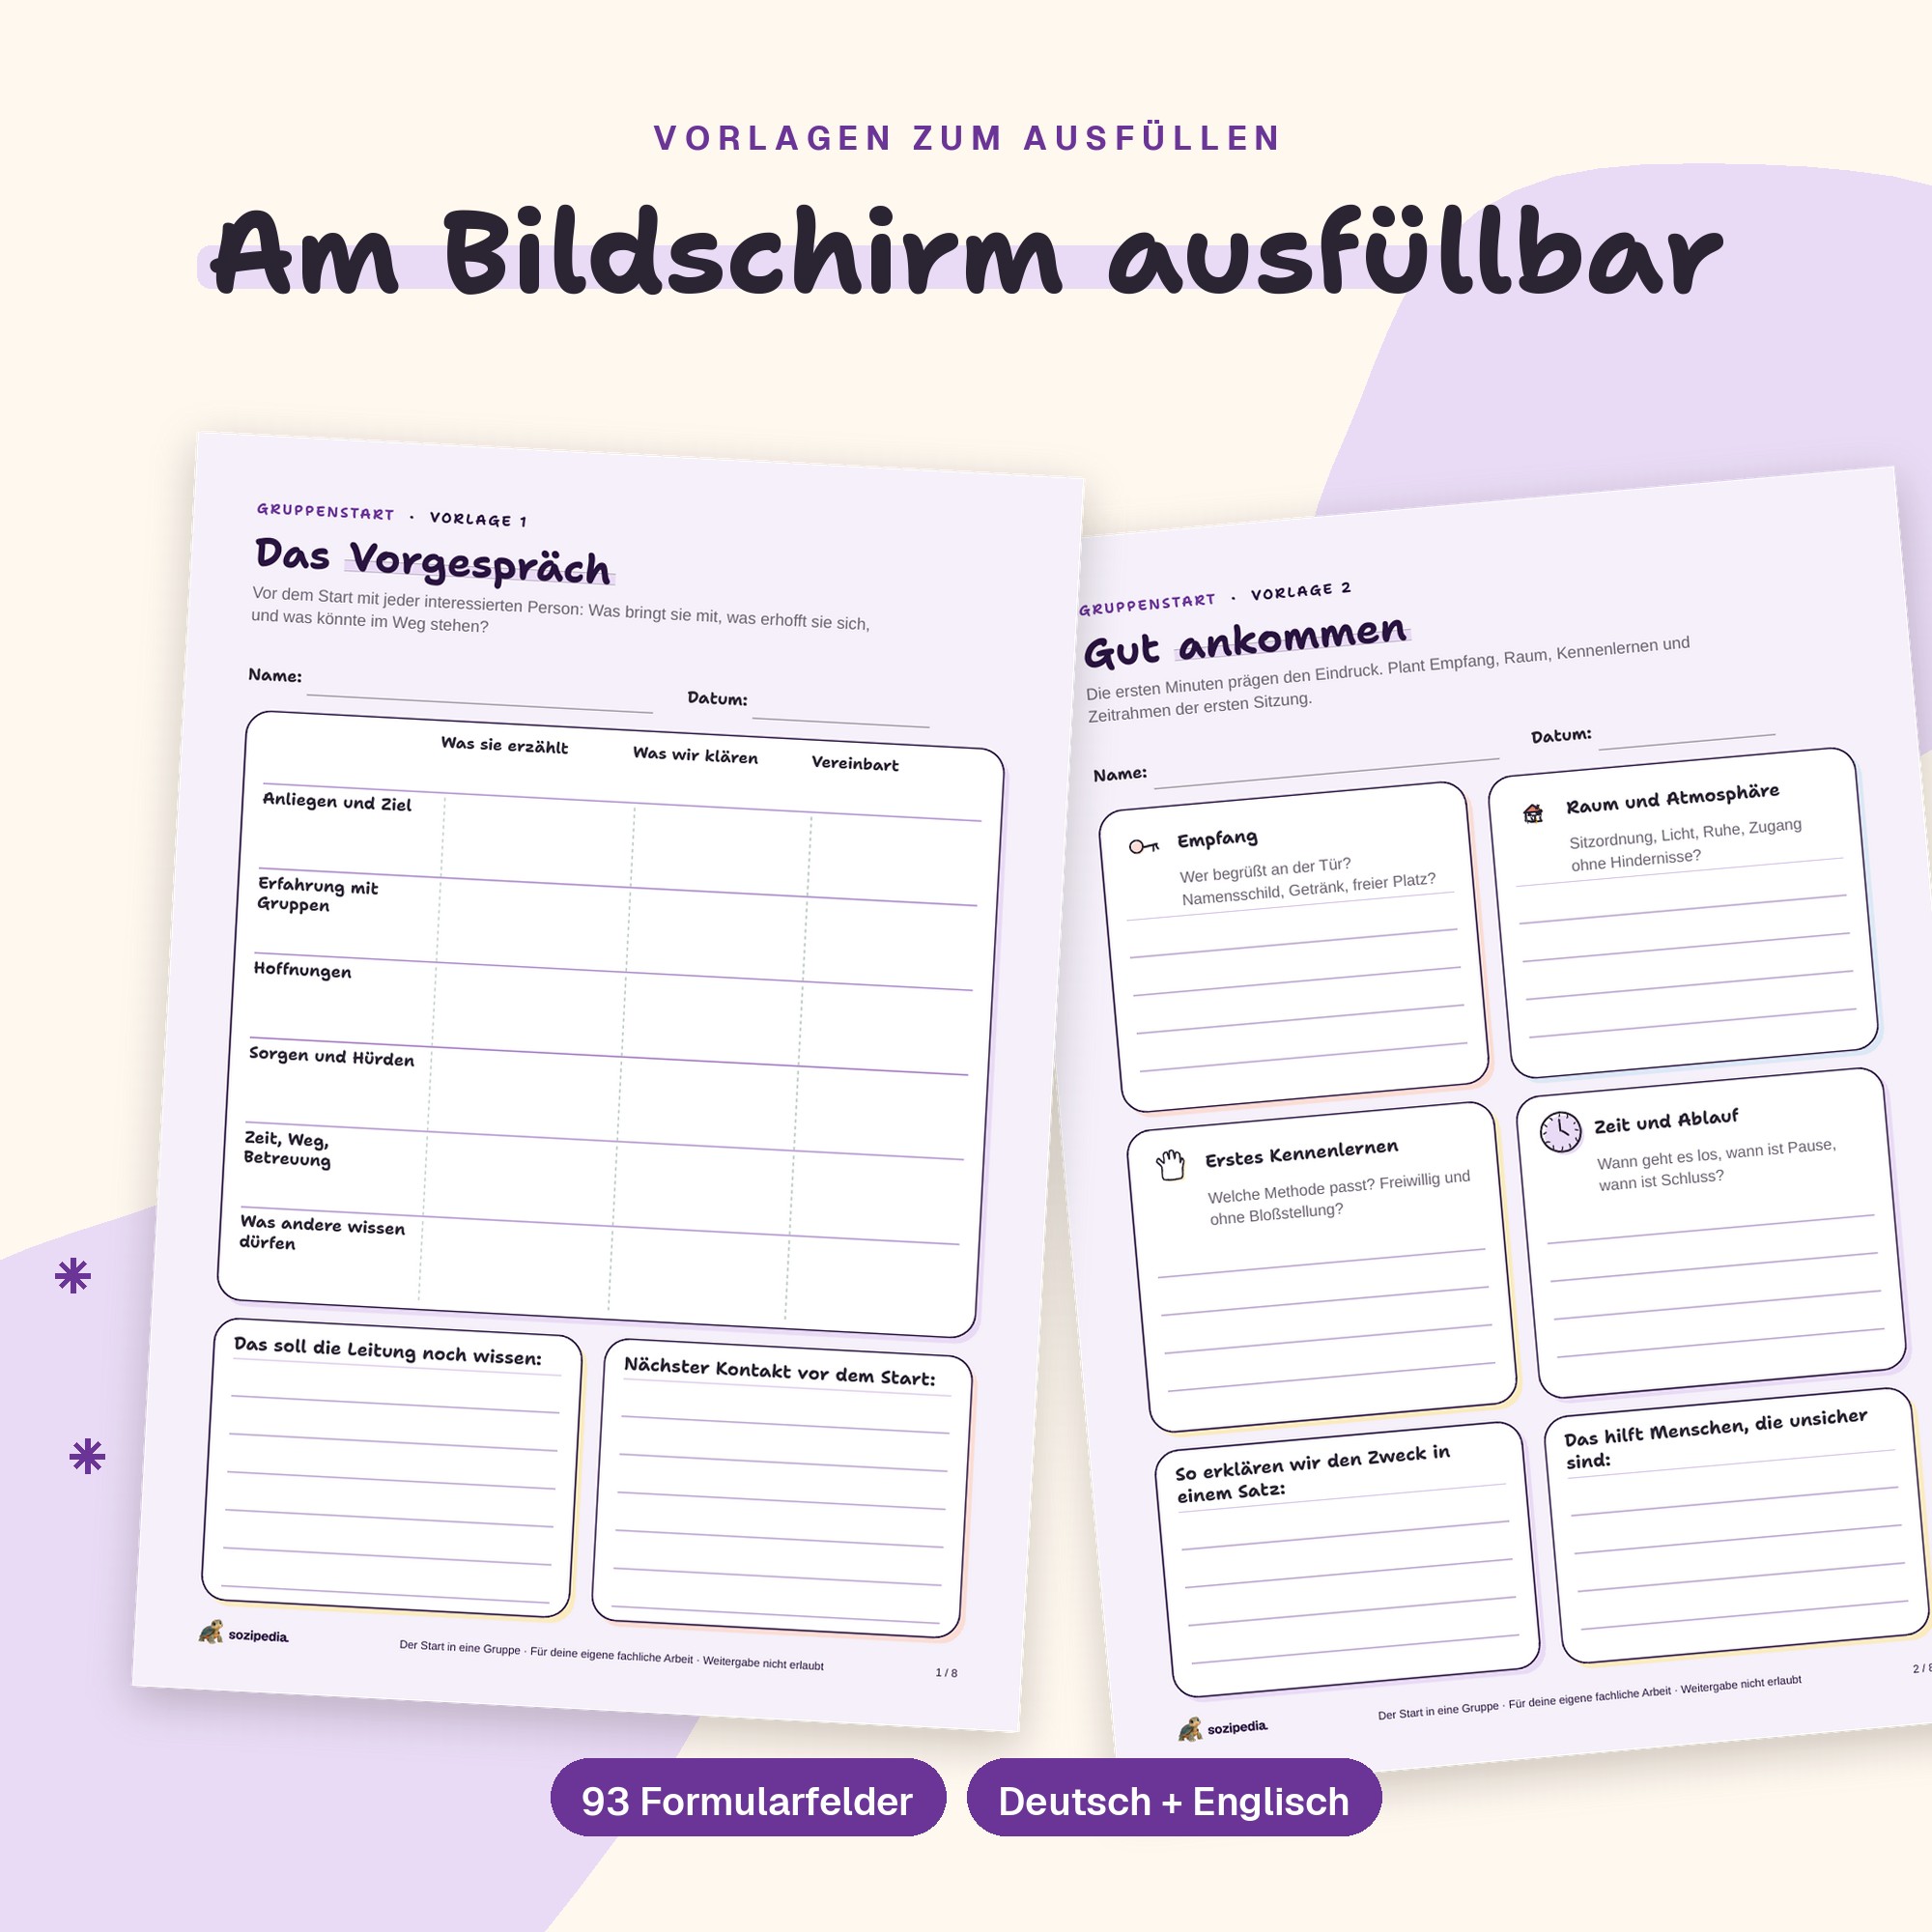 VORLAGEN ZUM AUSFÜLLEN
Am Bildschirm ausfüllbar
GRUPPENSTART · VORLAGE 1
Das Vorgespräch
Vor dem Start mit jeder interessierten Person: Was bringt sie mit, was erhofft sie sich,
und was könnte im Weg stehen?
Name:
Datum:
Was sie erzählt
Was wir klären
Vereinbart
Anliegen und Ziel
Erfahrung mit
Gruppen
Hoffnungen
Sorgen und Hürden
Zeit, Weg,
Betreuung
Was andere wissen
dürfen
Das soll die Leitung noch wissen:
Nächster Kontakt vor dem Start:
sozipedia.
Der Start in eine Gruppe · Für deine eigene fachliche Arbeit · Weitergabe nicht erlaubt
1 / 8
GRUPPENSTART · VORLAGE 2
Gut ankommen
Die ersten Minuten prägen den Eindruck. Plant Empfang, Raum, Kennenlernen und
Zeitrahmen der ersten Sitzung.
Name:
Datum:
Empfang
Wer begrüßt an der Tür?
Namensschild, Getränk, freier Platz?
Raum und Atmosphäre
Sitzordnung, Licht, Ruhe, Zugang
ohne Hindernisse?
Erstes Kennenlernen
Welche Methode passt? Freiwillig und
ohne Bloßstellung?
Zeit und Ablauf
Wann geht es los, wann ist Pause,
wann ist Schluss?
So erklären wir den Zweck in
einem Satz:
Das hilft Menschen, die unsicher
sind:
sozipedia.
Der Start in eine Gruppe · Für deine eigene fachliche Arbeit · Weitergabe nicht erlaubt
2 / 8
93 Formularfelder
Deutsch + Englisch